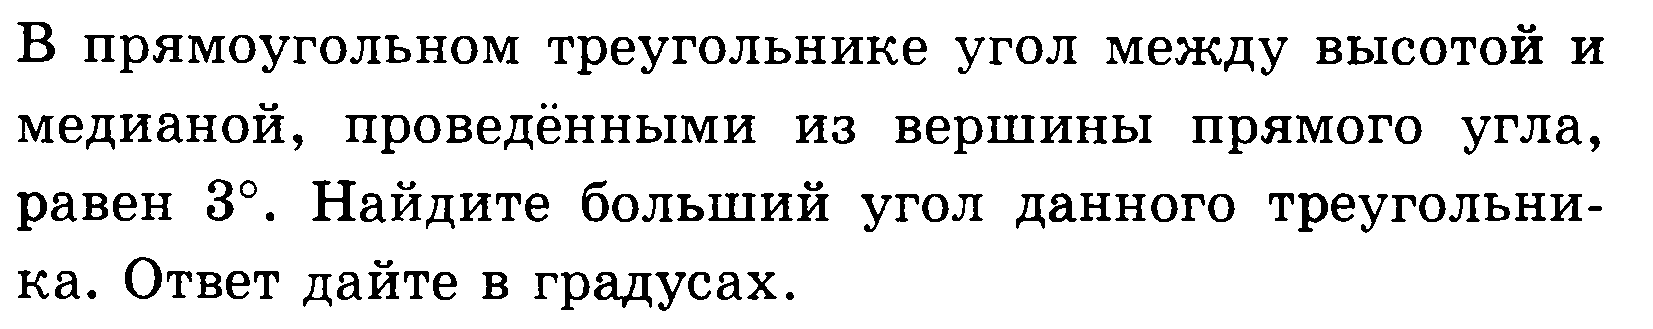 В прямоугольном треугольнике угол между высотой и
медианой, проведёнными из вершины прямого угла,
равен 3°. Найдите больший угол данного треугольни-
ка. Ответ дайте в градусах.